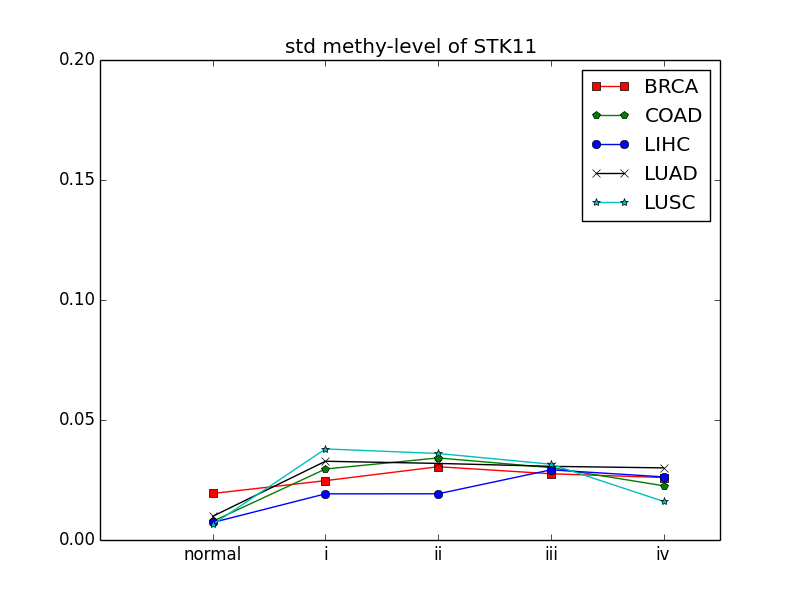 std methy-level of STK11
0.20
0.15
0.10
0.05
0.00
BRCA
COAD
LIHC
LUAD
LUSC
normal i ii iii iv